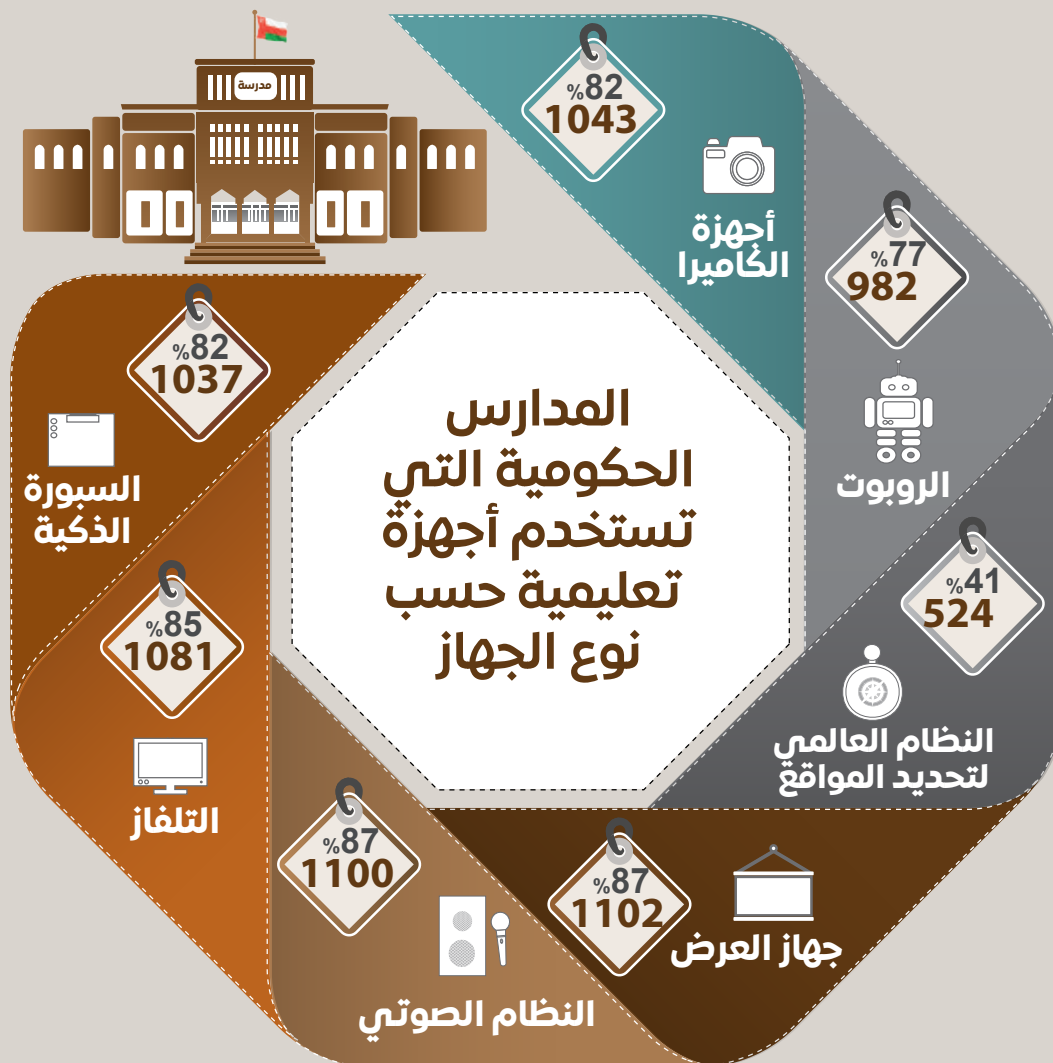 مدرسة
المدارس
الحكومية التي
تستخدم أجهزة
تعليمية حسب
نوع الجهاز
%82
1043
أجهزة
الكاميرا
%77
982
الروبوت
%41
524
النظام العالمي
لتحديد المواقع
%87
1102
جهاز العرض
%87
1100
النظام الصوتي
%85
1081
التلفاز
%82
1037
السبورة
الذكية